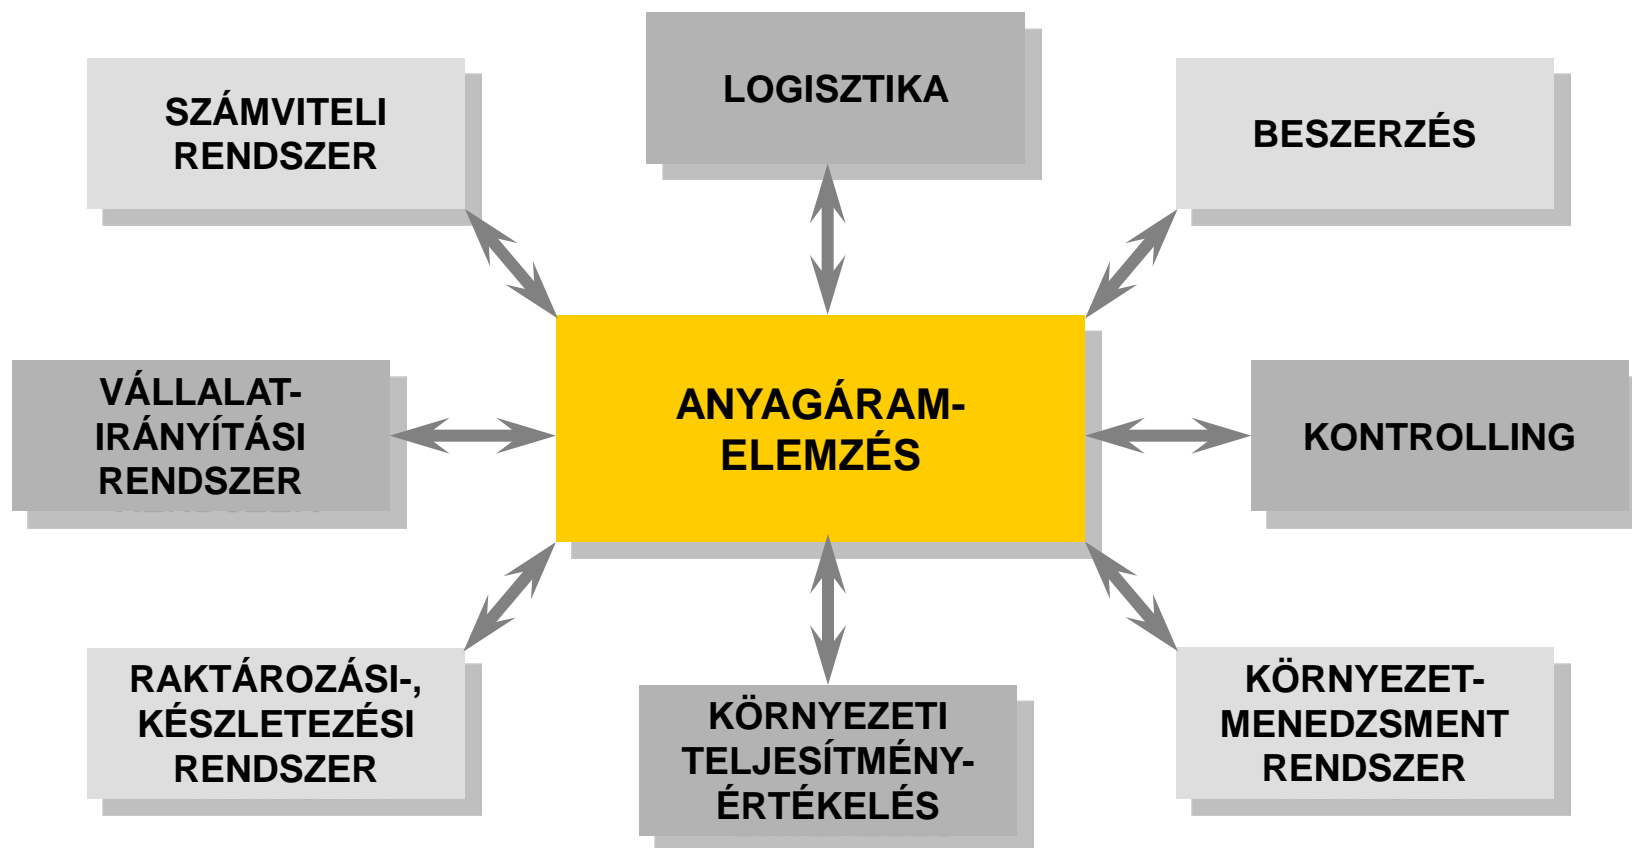 SZÁMVITELI
RENDSZER
LOGISZTIKA
BESZERZÉS
VÁLLALAT-
IRÁNYÍTÁSI
RENDSZER
ANYAGÁRAM-
ELEMZÉS
KONTROLLING
RAKTÁROZÁSI-,
KÉSZLETEZÉSI
RENDSZER
KÖRNYEZETI
TELJESÍTMÉNY-
ÉRTÉKELÉS
KÖRNYEZET-
MENEDZSMENT
RENDSZER